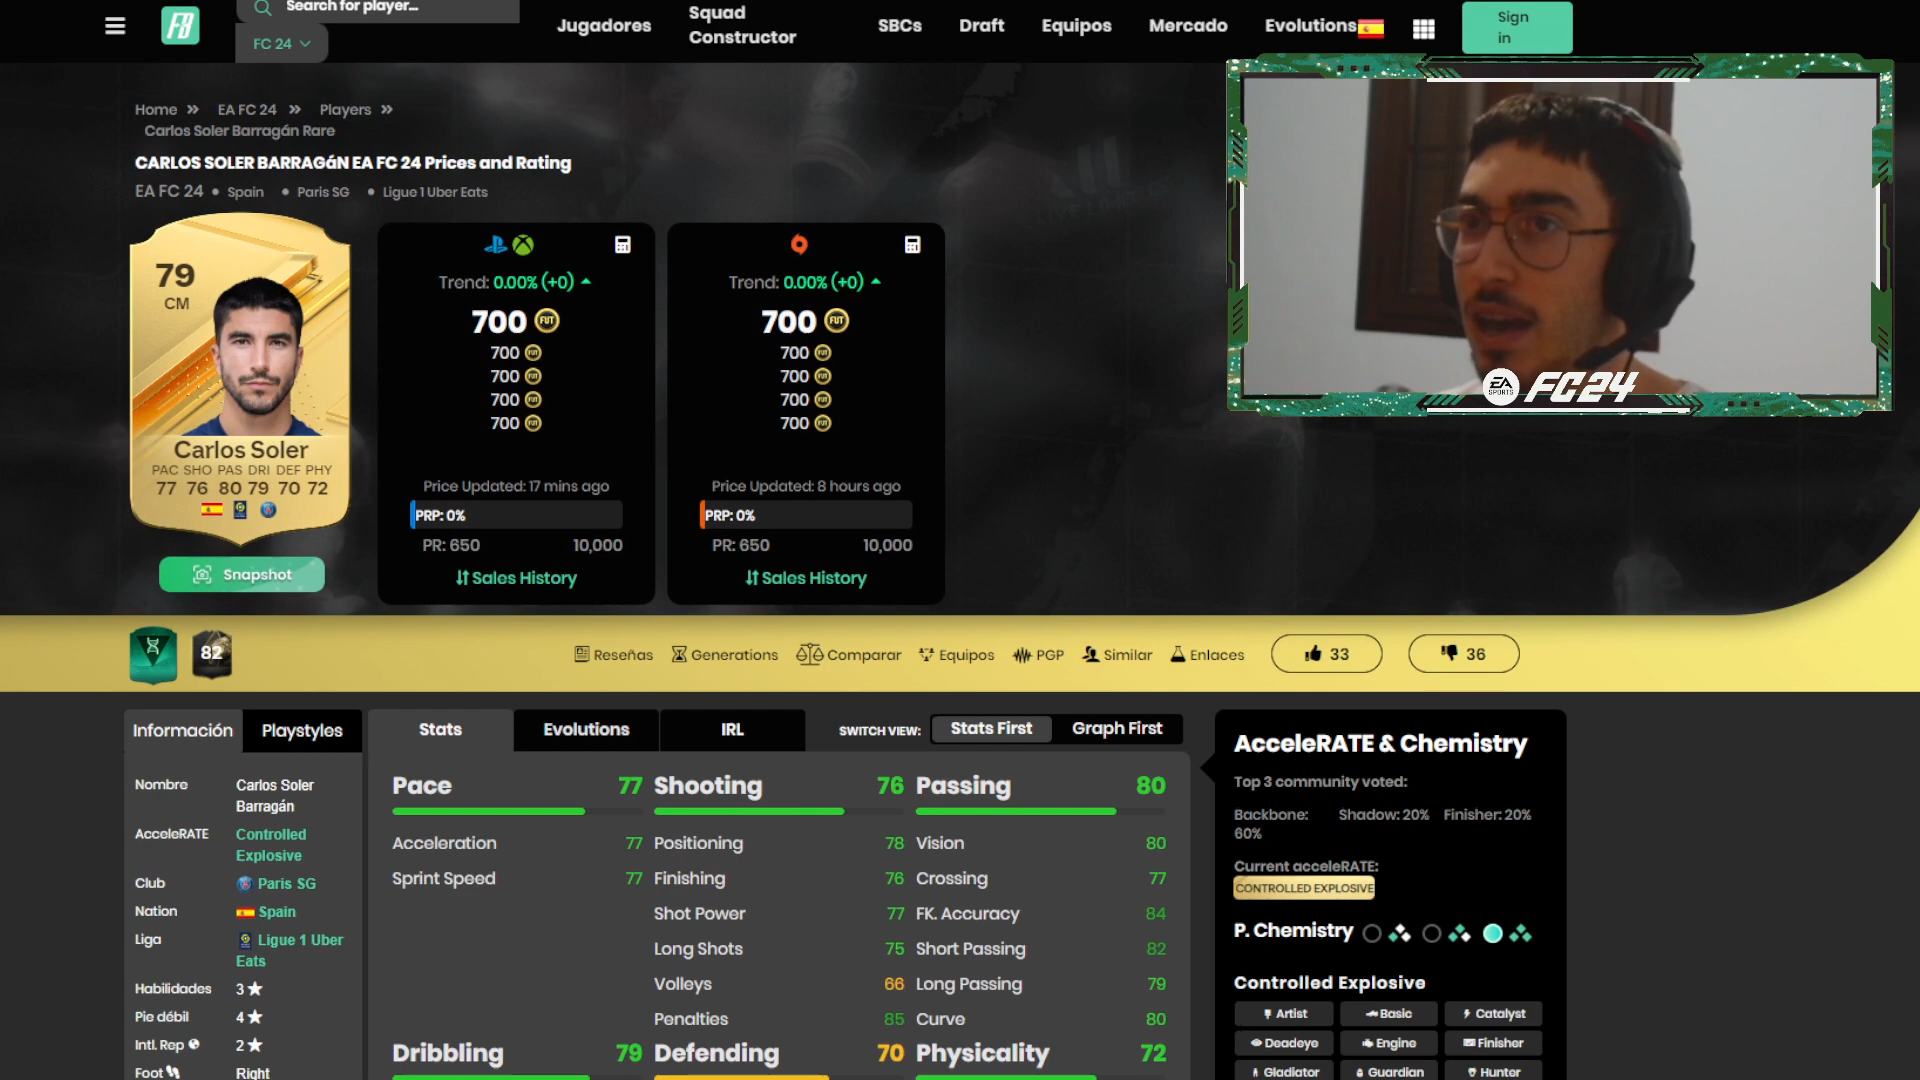 Search for player...
FC 24
Jugadores
Squad
Constructor
SBCs
Draft
Equipos
Mercado
Evolutions
Sign
in
Home » EA FC 24 » Players »
Carlos Soler Barragán Rare
CARLOS SOLER BARRAGáN EA FC 24 Prices and Rating
EA FC 24 • Spain • Paris SG • Ligue 1 Uber Eats
79
CM
Carlos Soler
PAC SHO PAS DRI DEF PHY
77 76 80 79 70 72
Snapshot
Trend: 0.00% (+0)
700
700
700
700
700
Price Updated: 17 mins ago
PRP: 0%
PR: 650 10,000
Sales History
Trend: 0.00% (+0)
700
700
700
700
700
Price Updated: 8 hours ago
PRP: 0%
PR: 650 10,000
Sales History
EA SPORTS FC24
82
Reseñas
Generations
Comparar
Equipos
PGP
Similar
Enlaces
33
36
Información
Playstyles
Nombre Carlos Soler
Barragán
AcceleRATE Controlled
Explosive
Club Paris SG
Nation Spain
Liga Ligue 1 Uber
Eats
Habilidades 3
Pie débil 4
Intl. Rep 2
Foot Right
Stats
Evolutions
IRL
SWITCH VIEW:
Stats First
Graph First
Pace 77
Acceleration 77
Sprint Speed 77
Shooting 76
Positioning 78
Finishing 76
Shot Power 77
Long Shots 75
Volleys 66
Penalties 85
Passing 80
Vision 80
Crossing 77
FK. Accuracy 84
Short Passing 82
Long Passing 79
Curve 80
Dribbling 79
Defending 70
Physicality 72
AcceleRATE & Chemistry
Top 3 community voted:
Backbone: Shadow: 20% Finisher: 20%
60%
Current acceleRATE:
CONTROLLED EXPLOSIVE
P. Chemistry
Controlled Explosive
Artist
Basic
Catalyst
Deadeye
Engine
Finisher
Gladiator
Guardian
Hunter